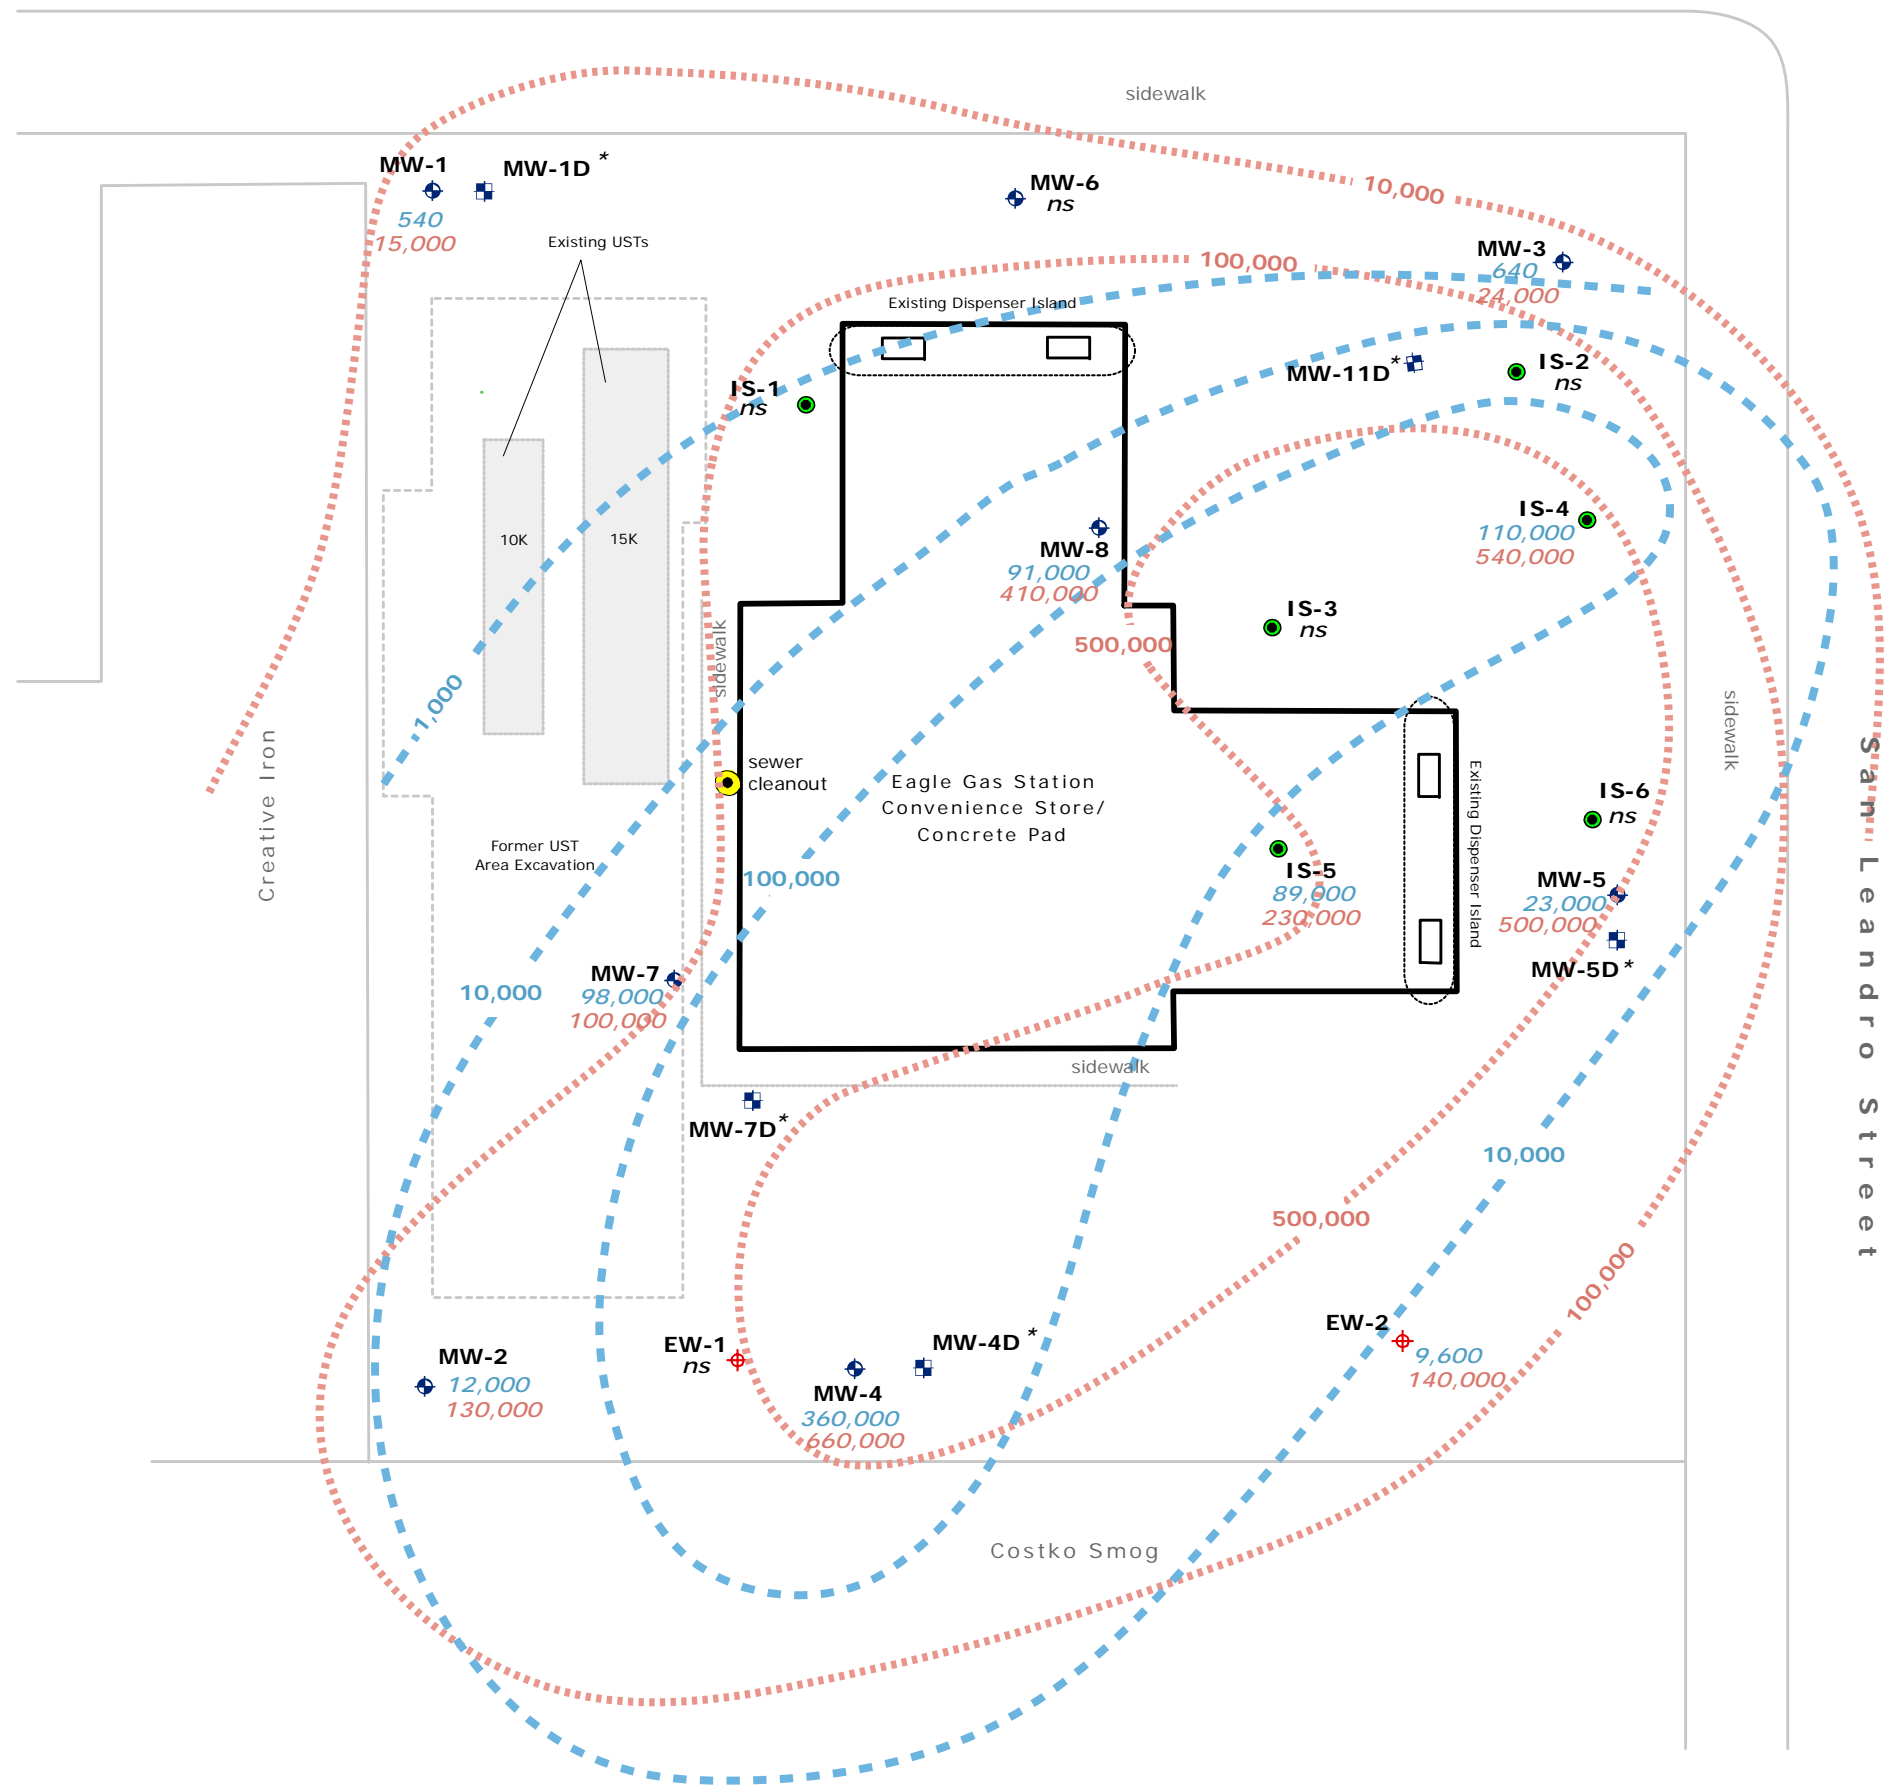 sidewalk
10,000
MW-1
MW-1D *
540
15,000
MW-6
ns
Existing USTs
MW-3
640
24,000
100,000
Existing Dispenser Island
IS-1
ns
MW-11D *
IS-2
ns
10K
15K
MW-8
91,000
410,000
IS-4
110,000
540,000
IS-3
ns
500,000
sidewalk
1,000
Creative Iron
sewer
cleanout
Eagle Gas Station
Convenience Store/
Concrete Pad
Existing Dispenser Island
sidewalk
San Leandro Street
IS-6
ns
Former UST
Area Excavation
100,000
IS-5
89,000
230,000
MW-5
23,000
500,000
MW-5D *
10,000
MW-7
98,000
100,000
sidewalk
MW-7D *
10,000
500,000
100,000
MW-2
12,000
130,000
EW-1
ns
MW-4D *
MW-4
360,000
660,000
EW-2
9,600
140,000
Costko Smog